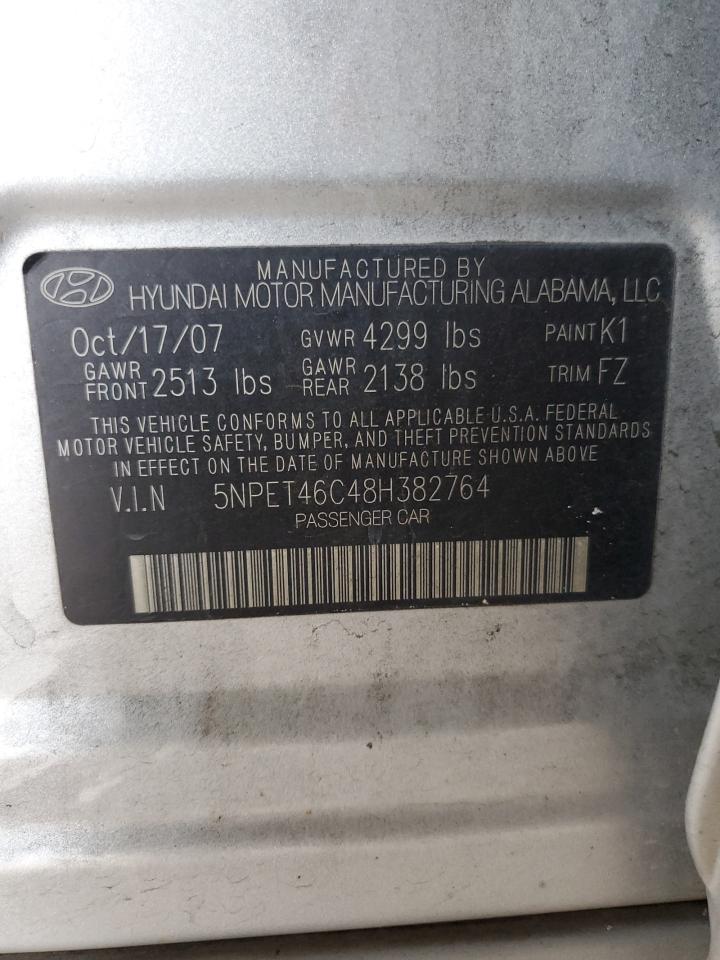 MANUFACTURED BY
HYUNDAI MOTOR MANUFACTURING ALABAMA, LLC
Oct/17/07 GVWR 4299 lbs PAINT K1
GAWR FRONT 2513 lbs GAWR REAR 2138 lbs TRIM FZ
THIS VEHICLE CONFORMS TO ALL APPLICABLE U.S.A. FEDERAL
MOTOR VEHICLE SAFETY, BUMPER, AND THEFT PREVENTION STANDARDS
IN EFFECT ON THE DATE OF MANUFACTURE SHOWN ABOVE
V.I.N 5NPET46C48H382764
PASSENGER CAR